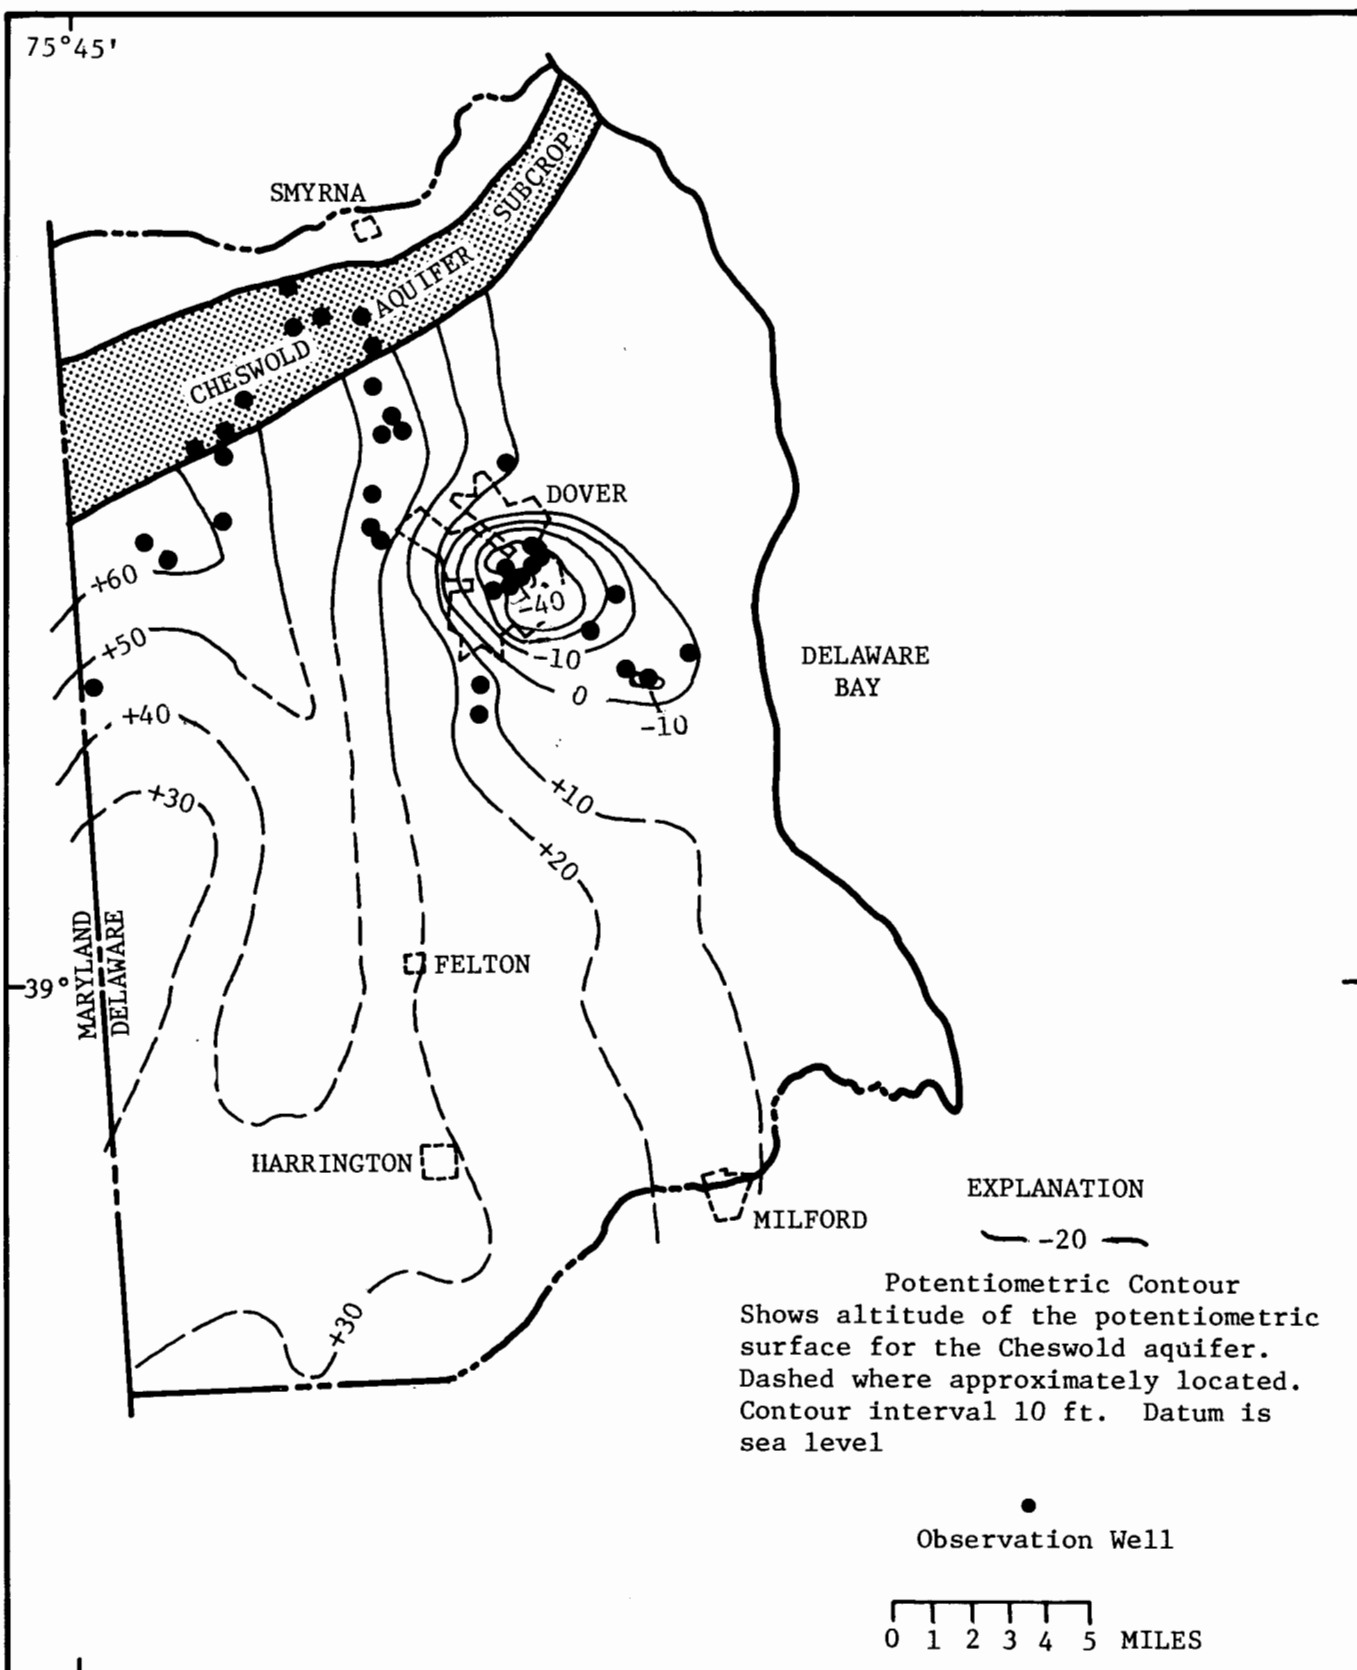 75°45'
SMYRNA
CHESWOLD AQUIFER SUBCROP
DOVER
+60
-40
+50
-10
DELAWARE
BAY
0
+40
-10
+30
+10
+20
MARYLAND
DELAWARE
39°
FELTON
HARRINGTON
MILFORD
+30
EXPLANATION
-20
Potentiometric Contour
Shows altitude of the potentiometric
surface for the Cheswold aquifer.
Dashed where approximately located.
Contour interval 10 ft. Datum is
sea level
Observation Well
0 1 2 3 4 5 MILES